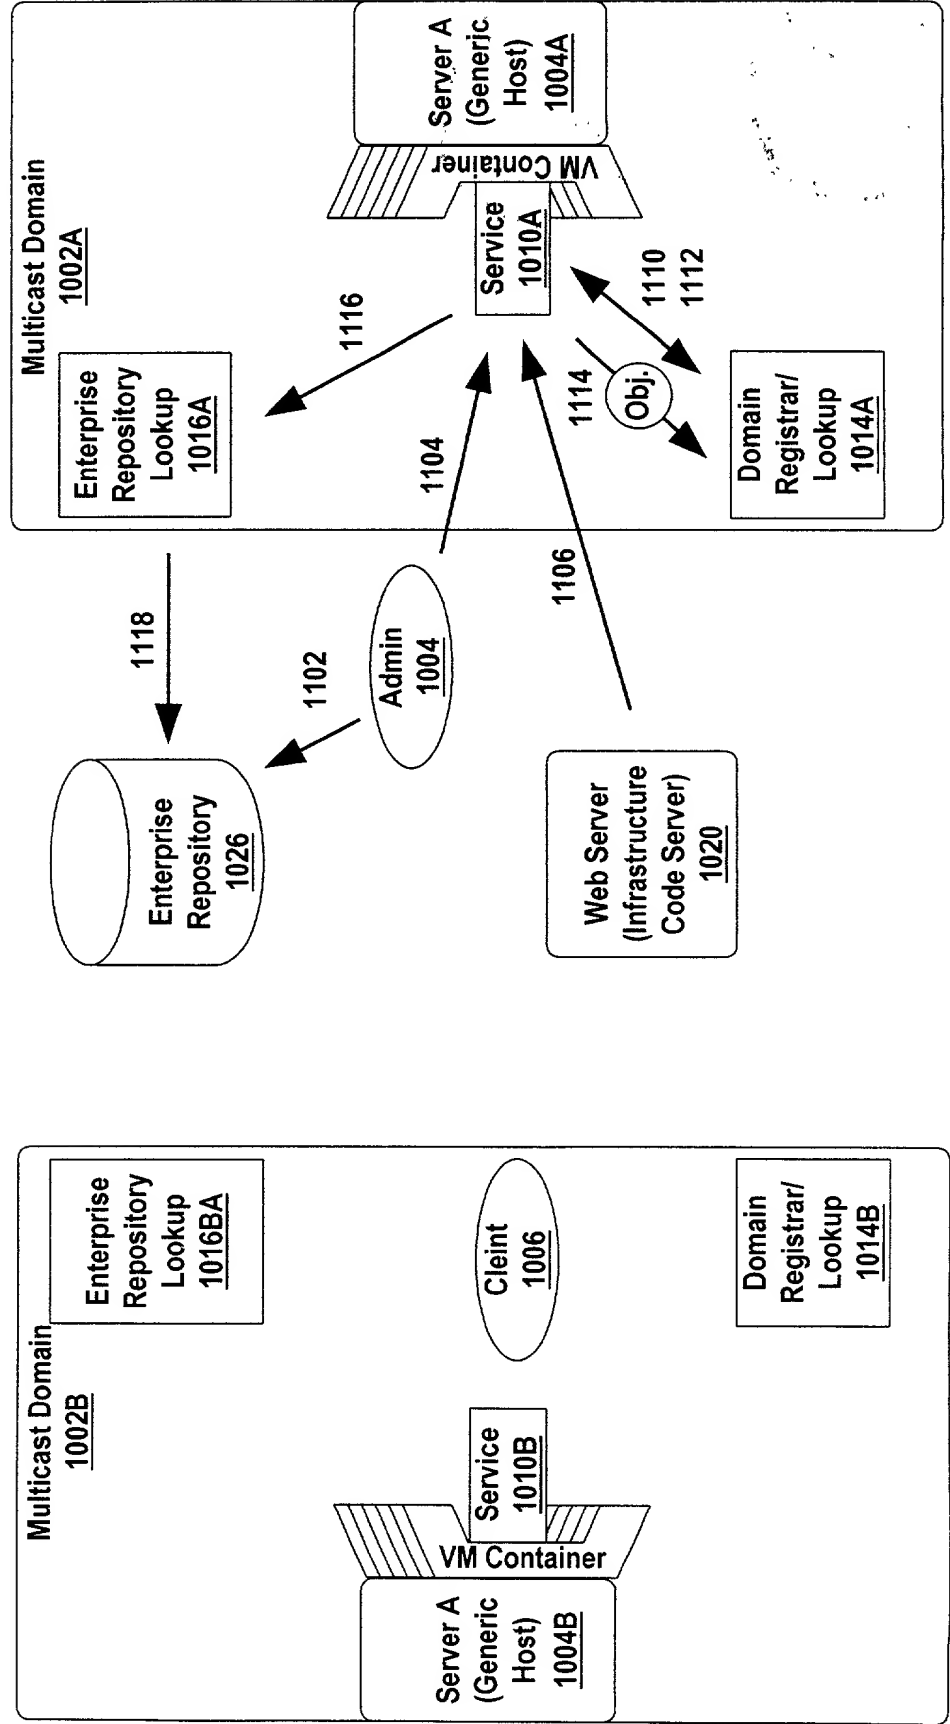 Multicast Domain
1002B
Enterprise
Repository
Lookup
1016BA
Server A
(Generic
Host)
1004B
VM Container
Service
1010B
Cleint
1006
Domain
Registrar/
Lookup
1014B
Enterprise
Repository
1026
1118
1102
Admin
1004
1104
Web Server
(Infrastructure
Code Server)
1020
1106
Multicast Domain
1002A
Enterprise
Repository
Lookup
1016A
1116
Service
1010A
VM Container
Server A
(Generic
Host)
1004A
1114
Obj.
1110
1112
Domain
Registrar/
Lookup
1014A